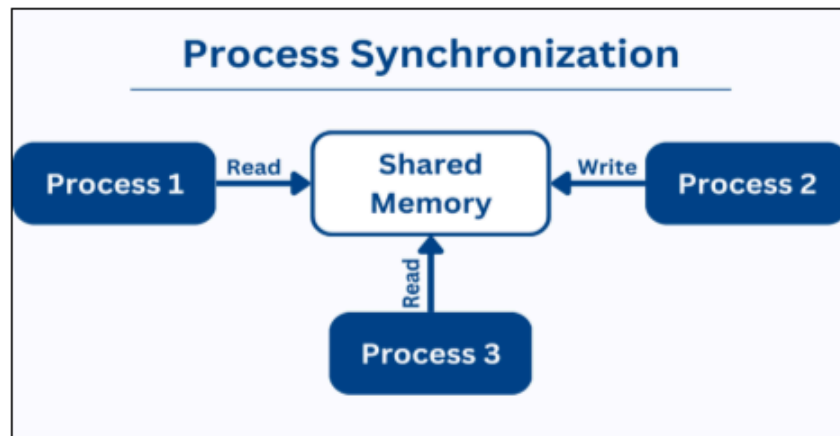 Process Synchronization
Process 1
Read
Shared
Memory
Write
Process 2
Read
Process 3